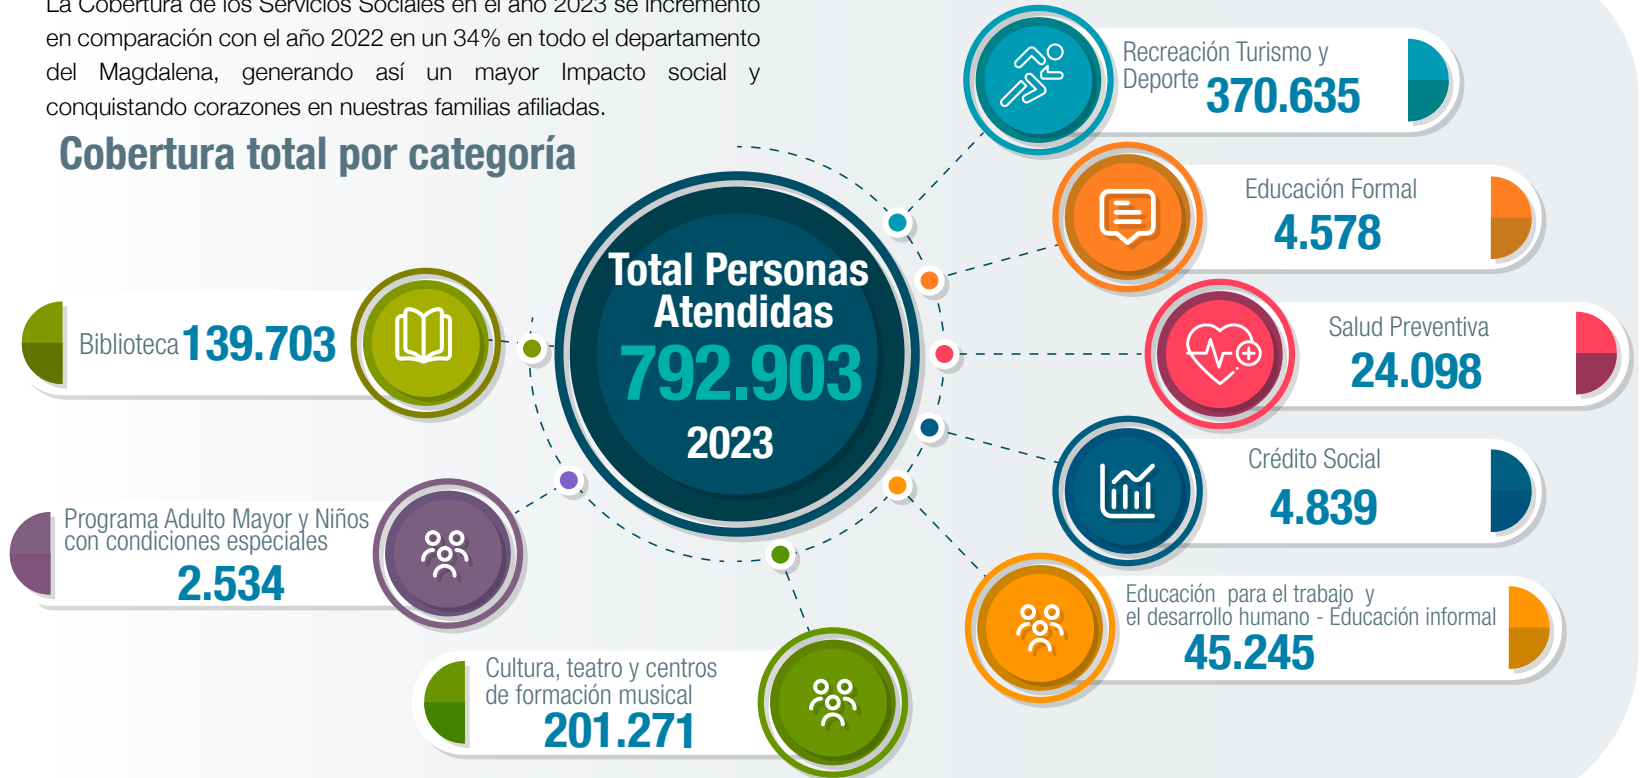 La Cobertura de los Servicios Sociales en el año 2023 se incrementó
en comparación con el año 2022 en un 34% en todo el departamento
del Magdalena, generando así un mayor Impacto social y
conquistando corazones en nuestras familias afiliadas.
Cobertura total por categoría
Total Personas
Atendidas
792.903
2023
Recreación Turismo y
Deporte 370.635
Educación Formal
4.578
Salud Preventiva
24.098
Crédito Social
4.839
Educación para el trabajo y
el desarrollo humano - Educación informal
45.245
Cultura, teatro y centros
de formación musical
201.271
Programa Adulto Mayor y Niños
con condiciones especiales
2.534
Biblioteca 139.703